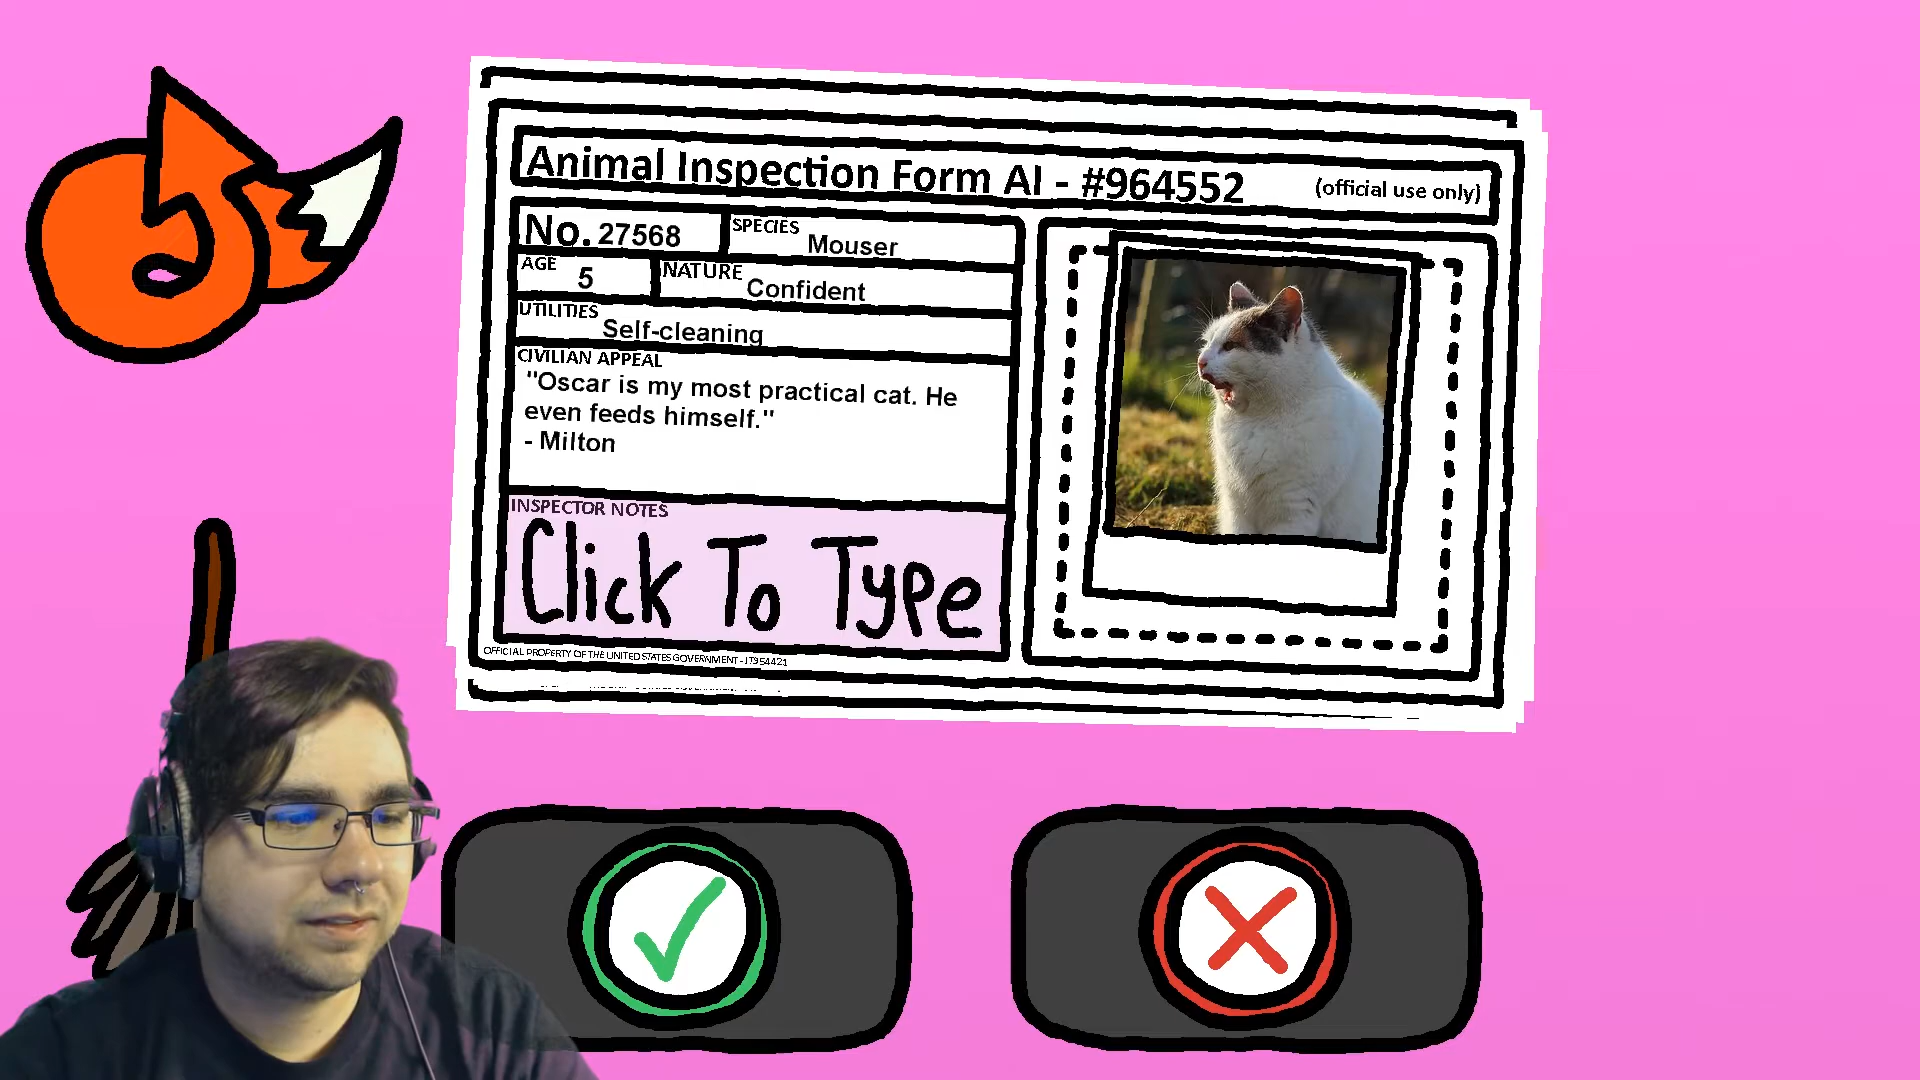 Animal Inspection Form AI - #964552 (official use only)
No. 27568 SPECIES Mouser
AGE 5 NATURE Confident
UTILITIES Self-cleaning
CIVILIAN APPEAL
"Oscar is my most practical cat. He
even feeds himself."
- Milton
INSPECTOR NOTES
Click To Type
OFFICIAL PROPERTY OF THE UNITED STATES GOVERNMENT - IT954421